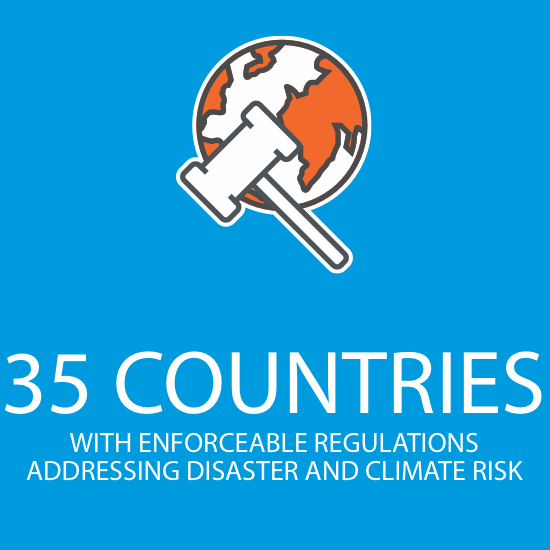 35 COUNTRIES
WITH ENFORCEABLE REGULATIONS
ADDRESSING DISASTER AND CLIMATE RISK